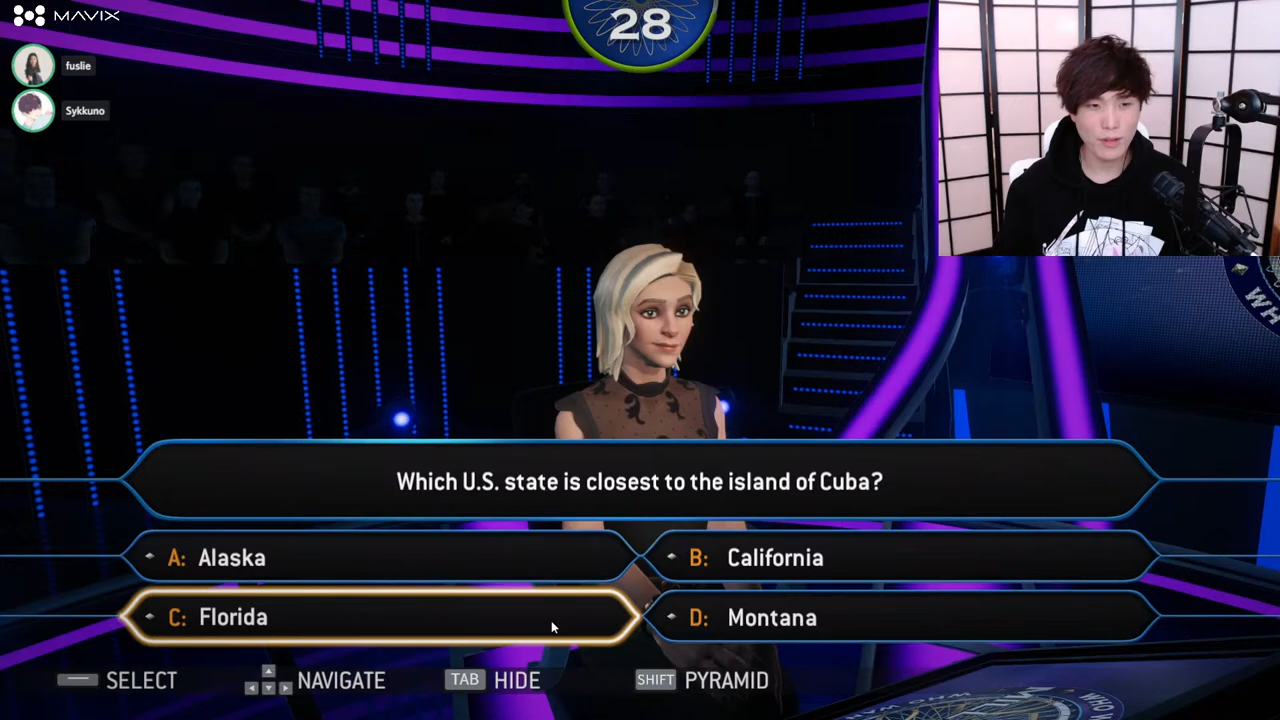 MAVIX
28
fuslie
Sykkuno
WH
Which U.S. state is closest to the island of Cuba?
A: Alaska
B: California
C: Florida
D: Montana
SELECT
NAVIGATE
TAB HIDE
SHIFT PYRAMID